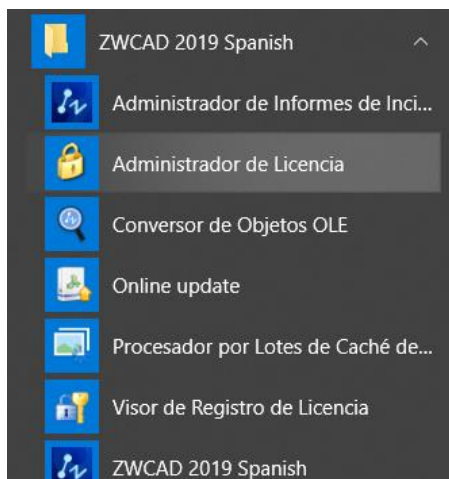 ZWCAD 2019 Spanish
Administrador de Informes de Inci...
Administrador de Licencia
Conversor de Objetos OLE
Online update
Procesador por Lotes de Caché de...
Visor de Registro de Licencia
ZWCAD 2019 Spanish